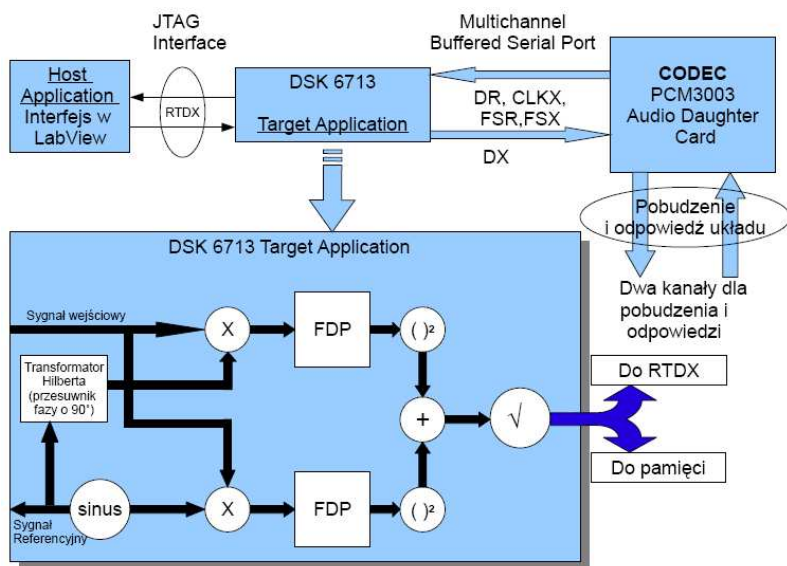 JTAG
Interface
Multichannel
Buffered Serial Port
Host
Application
Interfejs w
LabView
RTDX
DSK 6713
Target Application
DR, CLKX,
FSR,FSX
DX
CODEC
PCM3003
Audio Daughter
Card
Pobudzenie
i odpowiedź układu
Dwa kanały dla
pobudzenia i
odpowiedzi
DSK 6713 Target Application
Sygnał wejściowy
X
FDP
( )²
Transformator
Hilberta
(przesuwnik
fazy o 90°)
+
√
Do RTDX
Do pamięci
sinus
X
FDP
( )²
Sygnał
Referencyjny